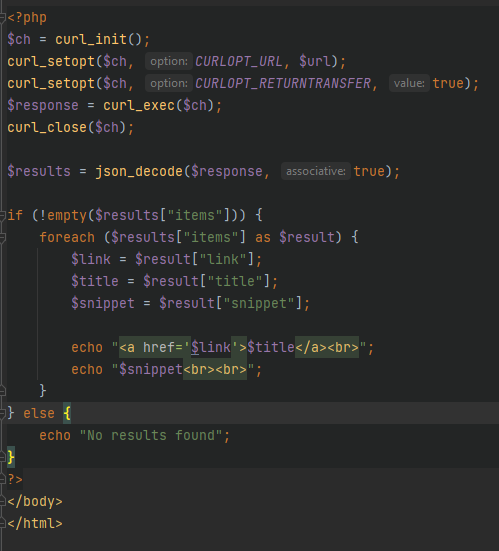 <?php
$ch = curl_init();
curl_setopt($ch, option: CURLOPT_URL, $url);
curl_setopt($ch, option: CURLOPT_RETURNTRANSFER, value: true);
$response = curl_exec($ch);
curl_close($ch);

$results = json_decode($response, associative: true);

if (!empty($results["items"])) {
    foreach ($results["items"] as $result) {
        $link = $result["link"];
        $title = $result["title"];
        $snippet = $result["snippet"];

        echo "<a href='$link'>$title</a><br>";
        echo "$snippet<br><br>";
    }
} else {
    echo "No results found";
}
?>
</body>
</html>